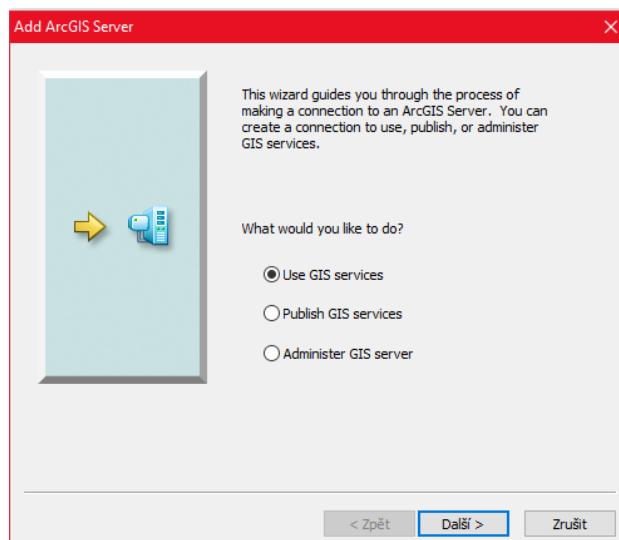 Add ArcGIS Server
This wizard guides you through the process of
making a connection to an ArcGIS Server.  You can
create a connection to use, publish, or administer
GIS services.
What would you like to do?
Use GIS services
Publish GIS services
Administer GIS server
< Zpět
Další >
Zrušit